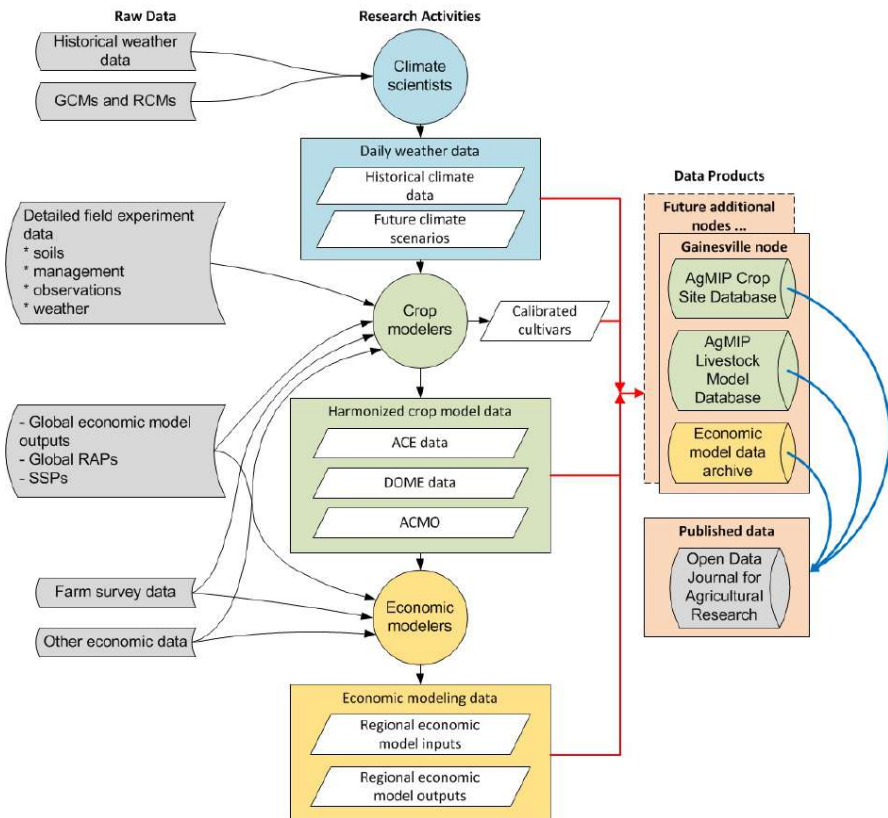 Raw Data
Historical weather
data
GCMs and RCMs
Detailed field experiment
data
* soils
* management
* observations
* weather
- Global economic model
outputs
- Global RAPs
- SSPs
Farm survey data
Other economic data
Research Activities
Climate
scientists
Daily weather data
Historical climate
data
Future climate
scenarios
Crop
modelers
Calibrated
cultivars
Harmonized crop model data
ACE data
DOME data
ACMO
Economic
modelers
Economic modeling data
Regional economic
model inputs
Regional economic
model outputs
Data Products
Future additional
nodes ...
Gainesville node
AgMIP Crop
Site Database
AgMIP
Livestock
Model
Database
Economic
model data
archive
Published data
Open Data
Journal for
Agricultural
Research